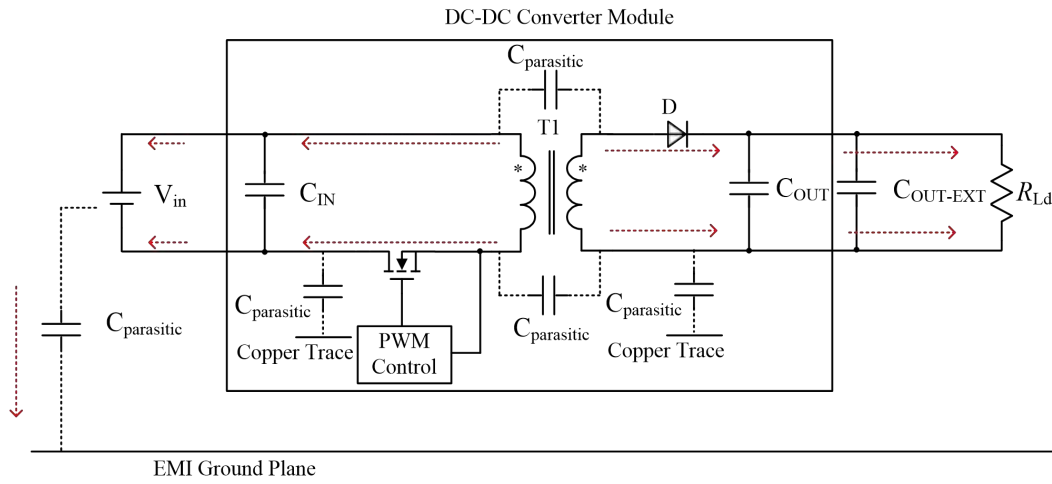 DC-DC Converter Module
Cparasitic
T1
D
*
*
Vin
CIN
COUT
COUT-EXT
RLd
Cparasitic
Cparasitic
Cparasitic
Cparasitic
Copper Trace
PWM
Control
Copper Trace
EMI Ground Plane